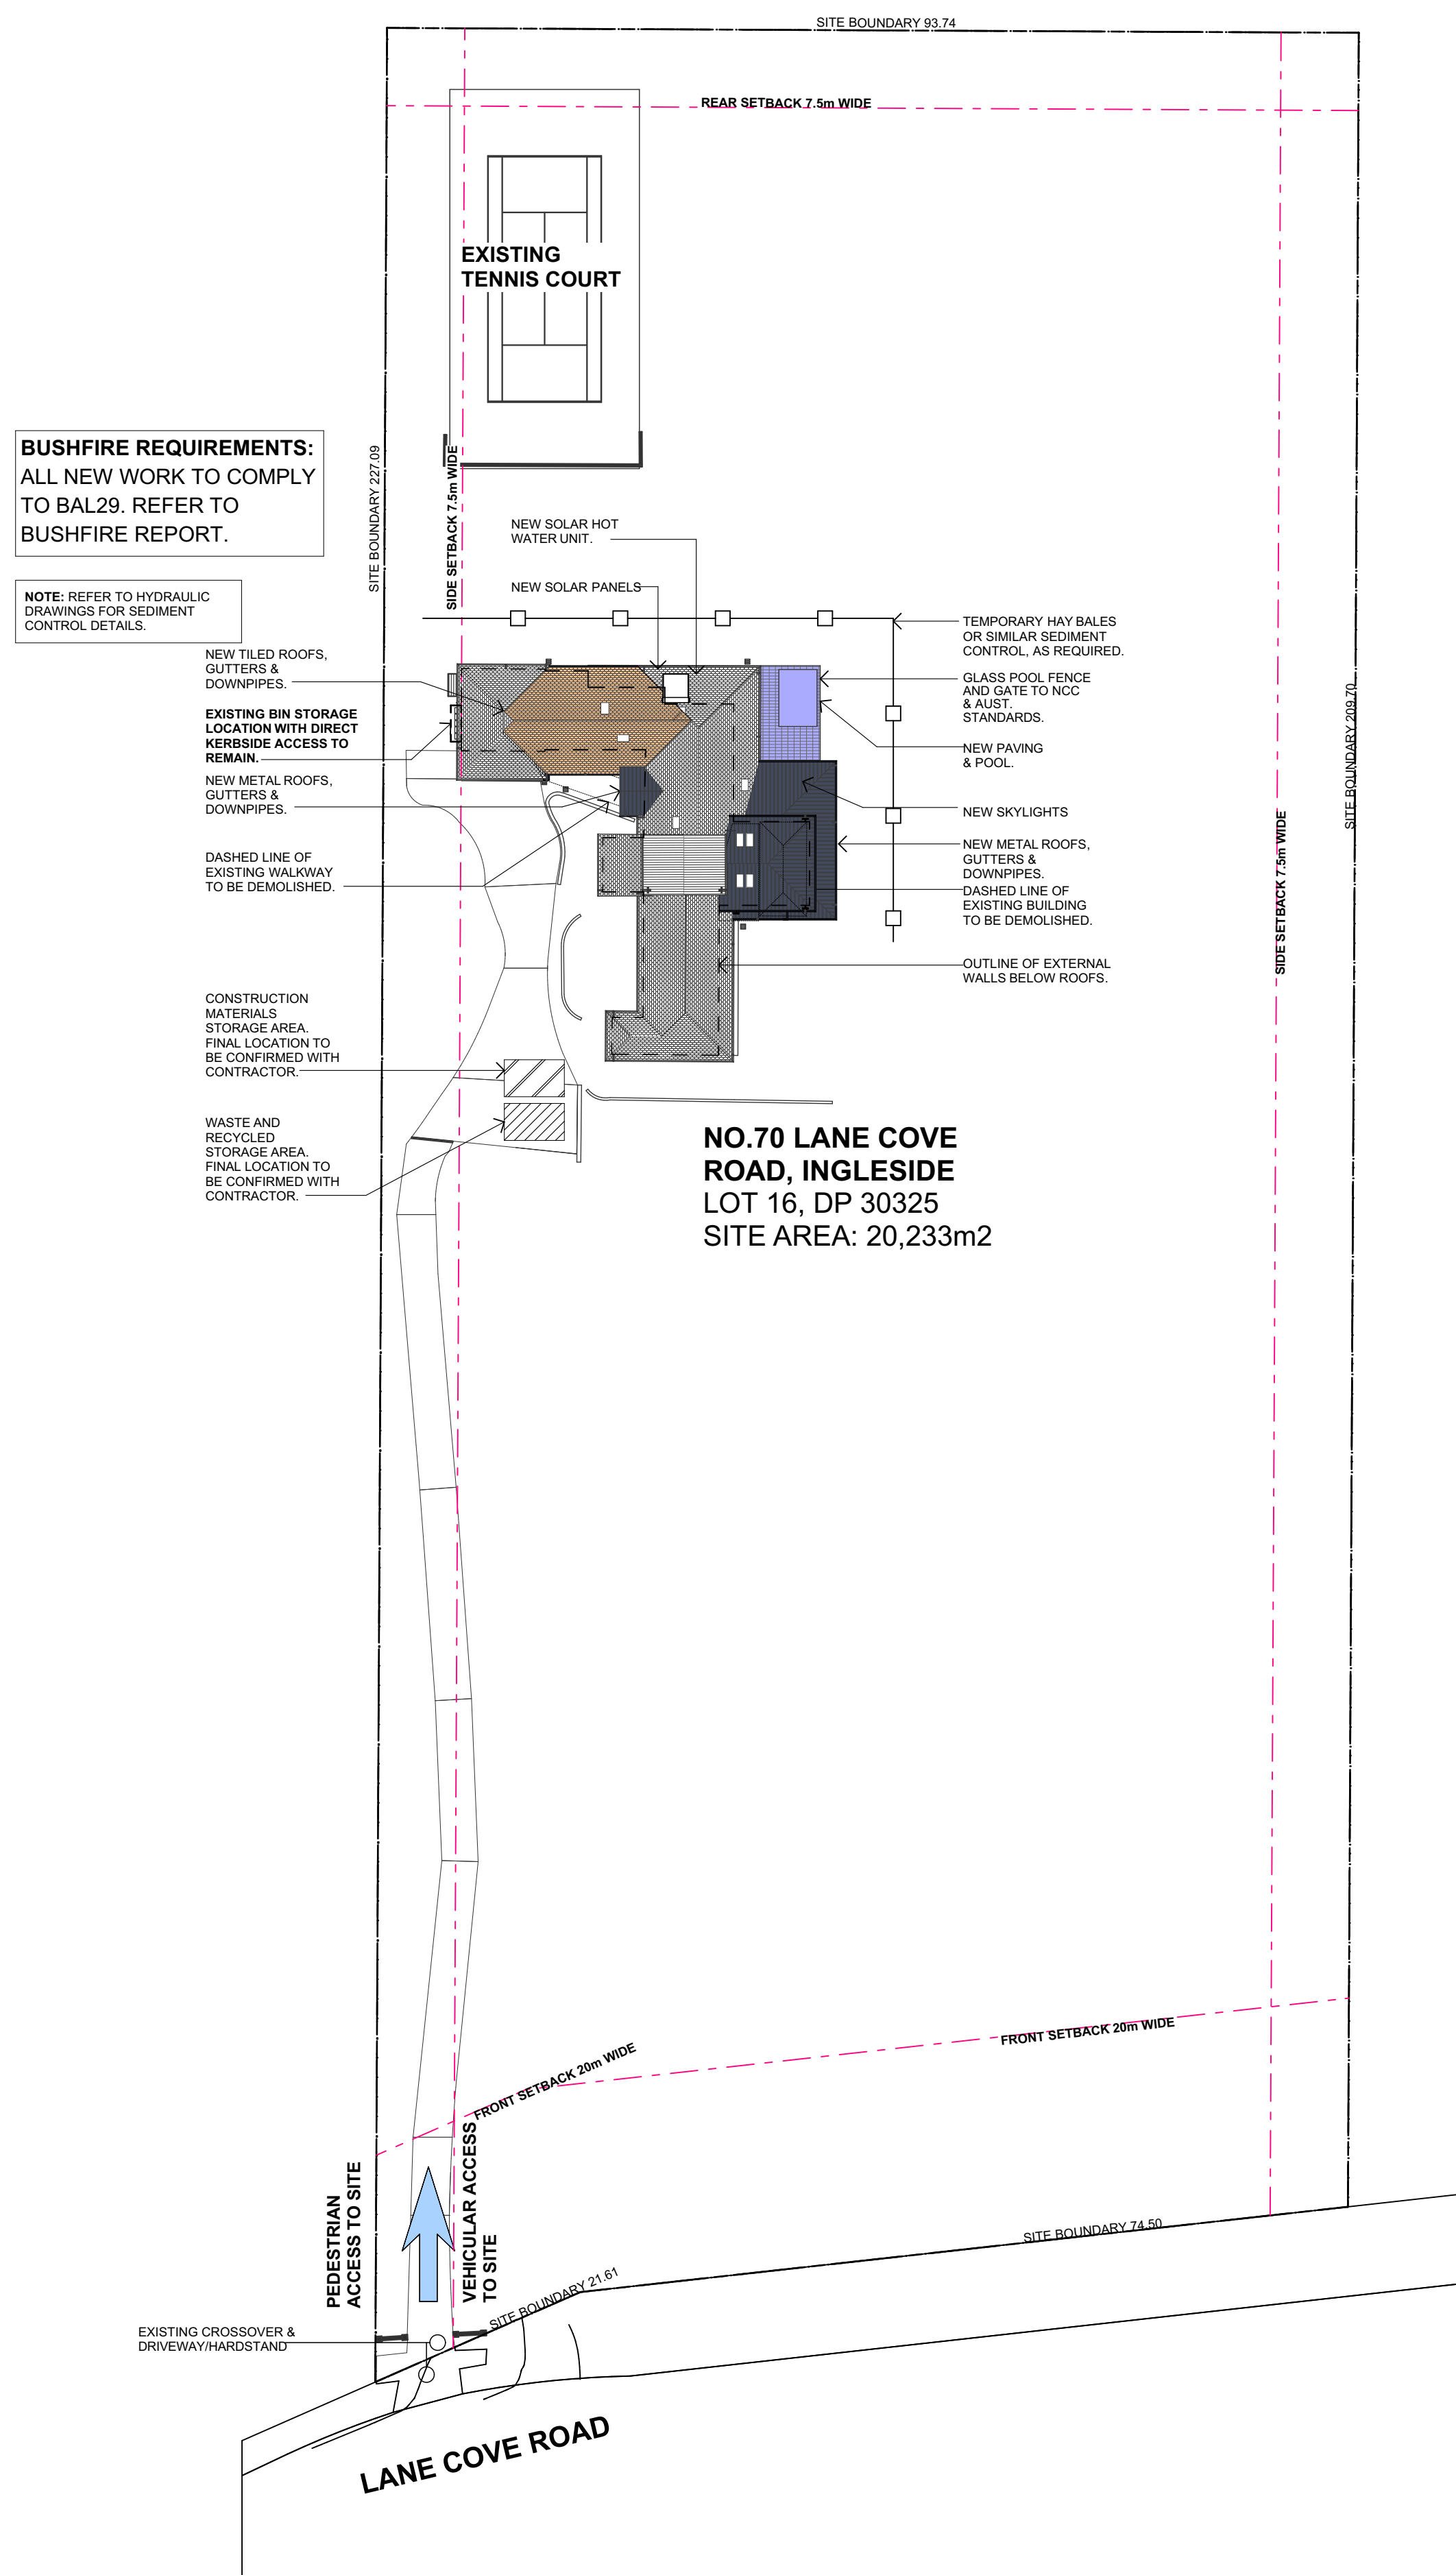 SITE BOUNDARY 93.74
REAR SETBACK 7.5m WIDE
EXISTING
TENNIS COURT
BUSHFIRE REQUIREMENTS:
ALL NEW WORK TO COMPLY
TO BAL29. REFER TO
BUSHFIRE REPORT.
SITE BOUNDARY 227.09
SIDE SETBACK 7.5m WIDE
NOTE: REFER TO HYDRAULIC
DRAWINGS FOR SEDIMENT
CONTROL DETAILS.
NEW SOLAR HOT
WATER UNIT.
NEW SOLAR PANELS
NEW TILED ROOFS,
GUTTERS &
DOWNPIPES.
EXISTING BIN STORAGE
LOCATION WITH DIRECT
KERBSIDE ACCESS TO
REMAIN.
NEW METAL ROOFS,
GUTTERS &
DOWNPIPES.
DASHED LINE OF
EXISTING WALKWAY
TO BE DEMOLISHED.
CONSTRUCTION
MATERIALS
STORAGE AREA.
FINAL LOCATION TO
BE CONFIRMED WITH
CONTRACTOR.
WASTE AND
RECYCLED
STORAGE AREA.
FINAL LOCATION TO
BE CONFIRMED WITH
CONTRACTOR.
TEMPORARY HAY BALES
OR SIMILAR SEDIMENT
CONTROL, AS REQUIRED.
GLASS POOL FENCE
AND GATE TO NCC
& AUST.
STANDARDS.
NEW PAVING
& POOL.
NEW SKYLIGHTS
NEW METAL ROOFS,
GUTTERS &
DOWNPIPES.
DASHED LINE OF
EXISTING BUILDING
TO BE DEMOLISHED.
OUTLINE OF EXTERNAL
WALLS BELOW ROOFS.
SITE BOUNDARY 209.70
SIDE SETBACK 7.5m WIDE
NO.70 LANE COVE
ROAD, INGLESIDE
LOT 16, DP 30325
SITE AREA: 20,233m2
FRONT SETBACK 20m WIDE
FRONT SETBACK 20m WIDE
PEDESTRIAN
ACCESS TO SITE
VEHICULAR ACCESS
TO SITE
SITE BOUNDARY 74.50
SITE BOUNDARY 21.61
EXISTING CROSSOVER &
DRIVEWAY/HARDSTAND
LANE COVE ROAD